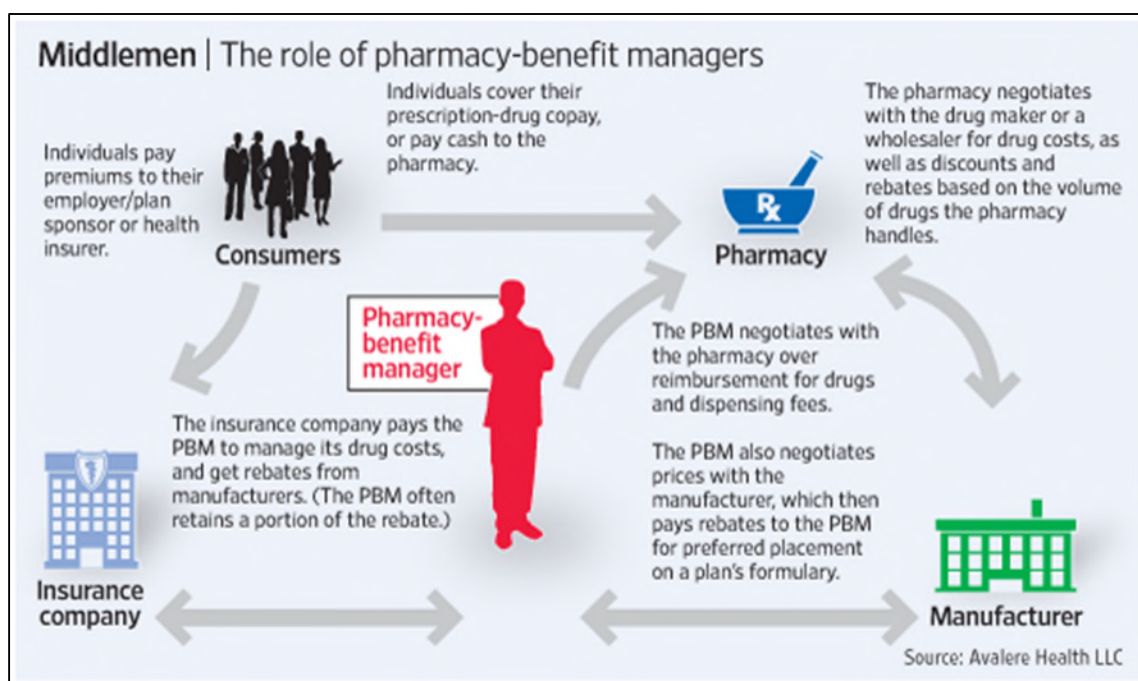 Middlemen | The role of pharmacy-benefit managers
Individuals pay
premiums to their
employer/plan
sponsor or health
insurer.
Consumers
Individuals cover their
prescription-drug copay,
or pay cash to the
pharmacy.
Rx
Pharmacy
The pharmacy negotiates
with the drug maker or a
wholesaler for drug costs, as
well as discounts and
rebates based on the volume
of drugs the pharmacy
handles.
Pharmacy-
benefit
manager
The PBM negotiates with
the pharmacy over
reimbursement for drugs
and dispensing fees.
The insurance company pays the
PBM to manage its drug costs,
and get rebates from
manufacturers. (The PBM often
retains a portion of the rebate.)
The PBM also negotiates
prices with the
manufacturer, which then
pays rebates to the PBM
for preferred placement
on a plan's formulary.
Insurance
company
Manufacturer
Source: Avalere Health LLC